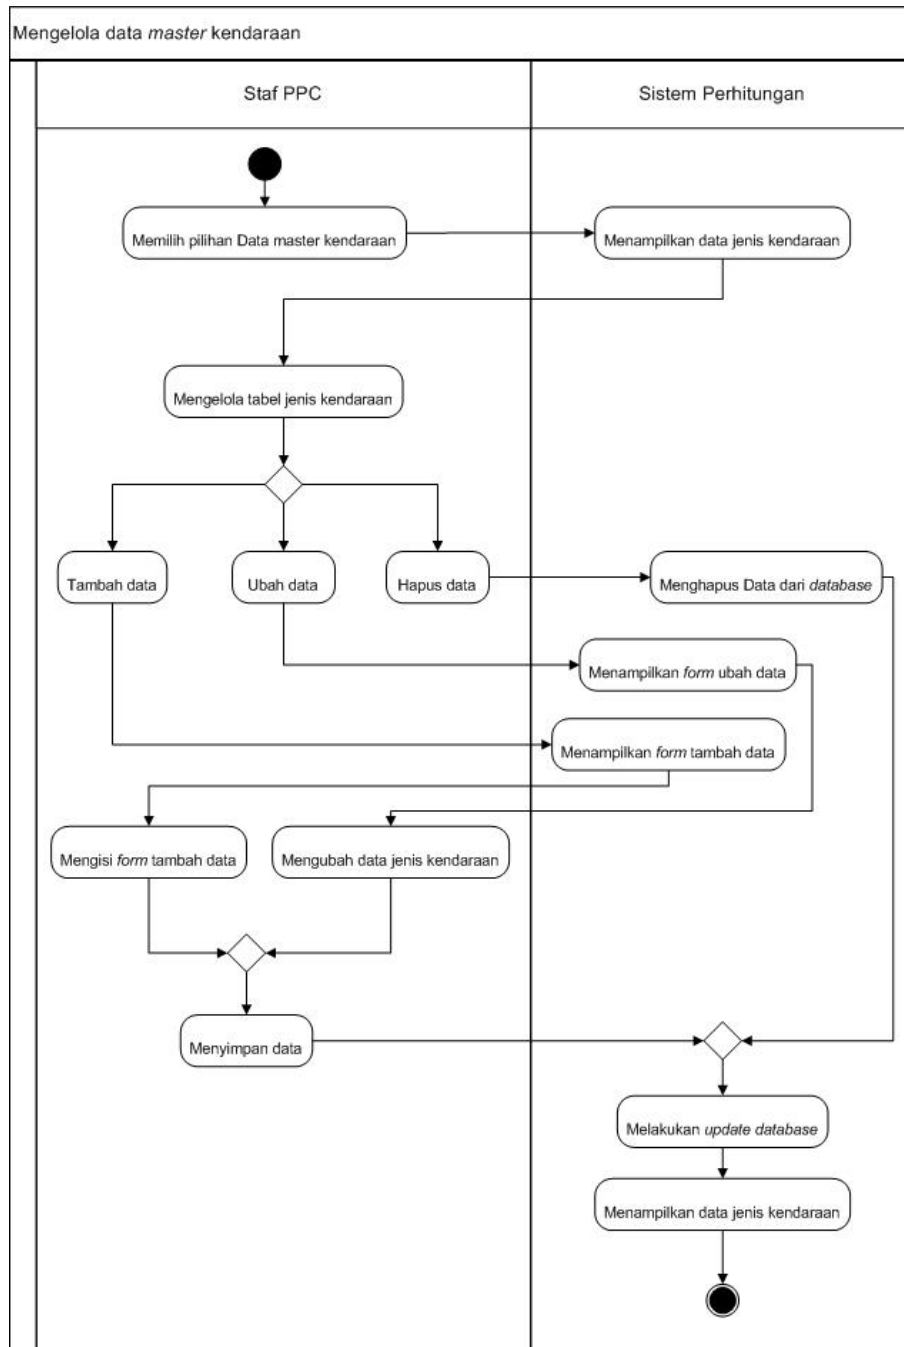 Mengelola data master kendaraan
Staf PPC
Sistem Perhitungan
Memilih pilihan Data master kendaraan
Menampilkan data jenis kendaraan
Mengelola tabel jenis kendaraan
Tambah data
Ubah data
Hapus data
Menghapus Data dari database
Menampilkan form ubah data
Menampilkan form tambah data
Mengisi form tambah data
Mengubah data jenis kendaraan
Menyimpan data
Melakukan update database
Menampilkan data jenis kendaraan